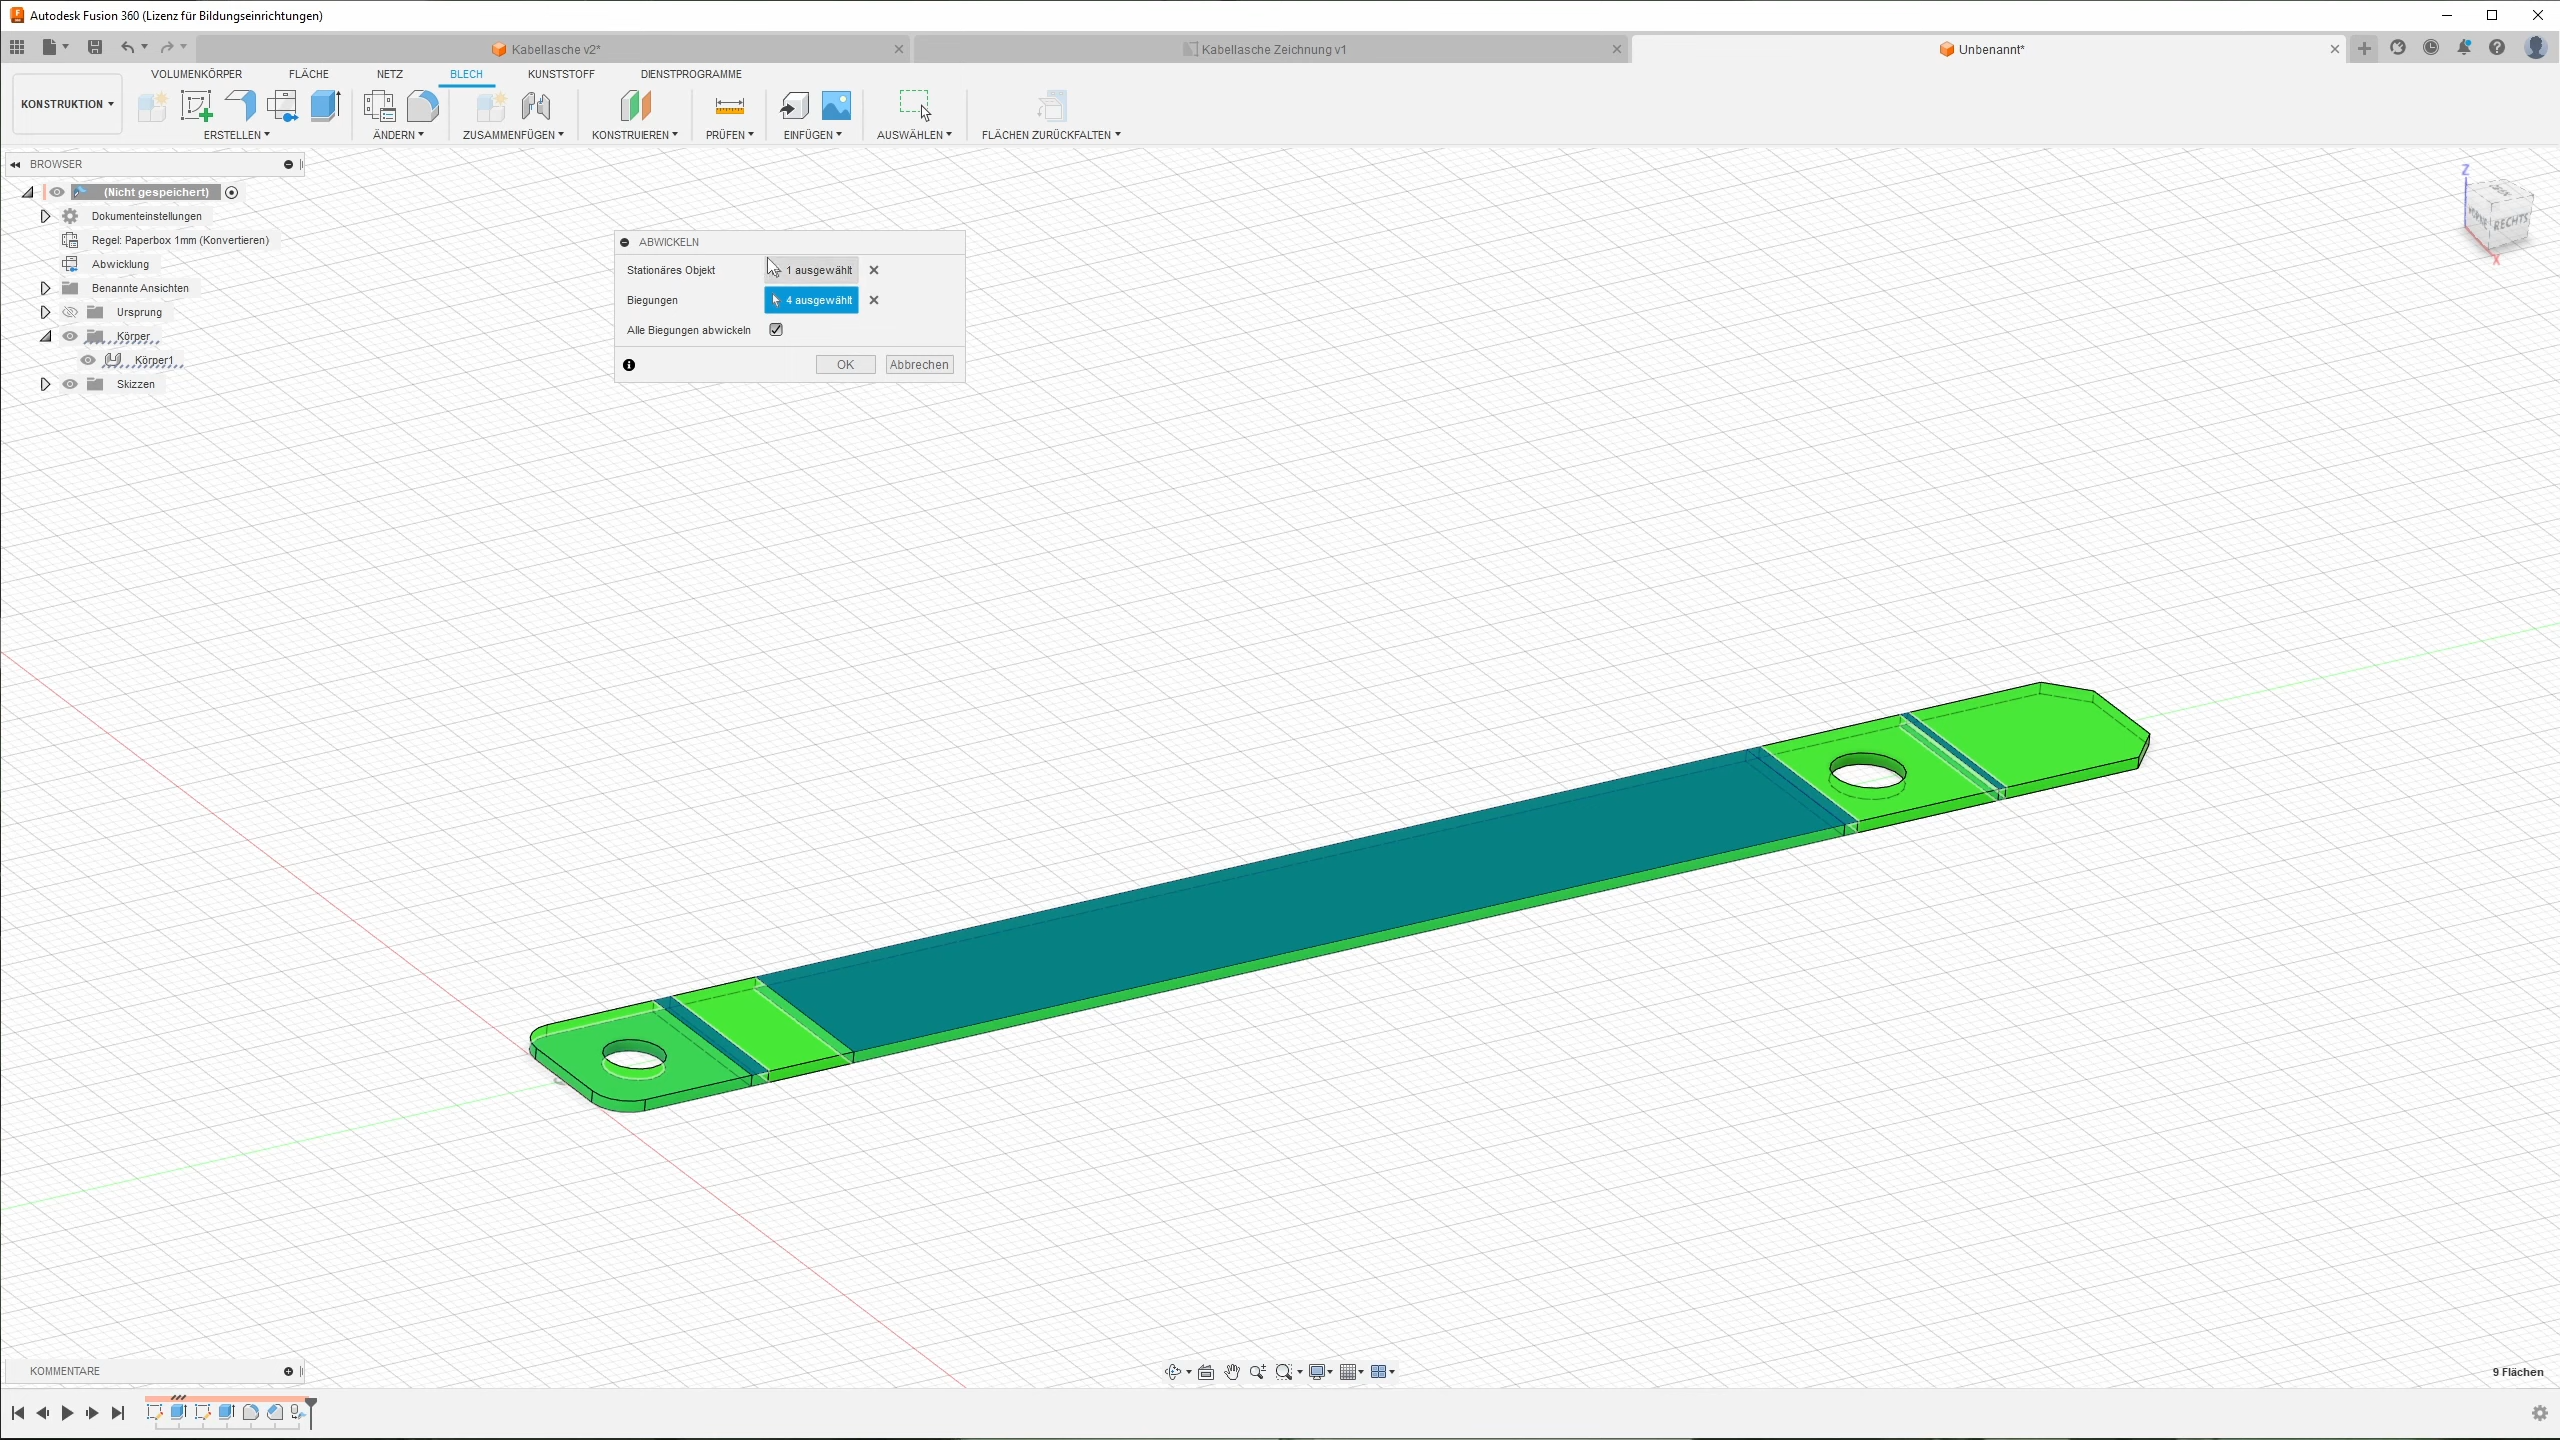 Autodesk Fusion 360 (Lizenz für Bildungseinrichtungen)
Kabellasche v2*
Kabellasche Zeichnung v1
Unbenannt*
KONSTRUKTION
VOLUMENKÖRPER
FLÄCHE
NETZ
BLECH
KUNSTSTOFF
DIENSTPROGRAMME
ERSTELLEN
ÄNDERN
ZUSAMMENFÜGEN
KONSTRUIEREN
PRÜFEN
EINFÜGEN
AUSWÄHLEN
FLÄCHEN ZURÜCKFALTEN
BROWSER
(Nicht gespeichert)
Dokumenteinstellungen
Regel: Paperbox 1mm (Konvertieren)
Abwicklung
Benannte Ansichten
Ursprung
Körper
Körper1
Skizzen
ABWICKELN
Stationäres Objekt
1 ausgewählt
Biegungen
4 ausgewählt
Alle Biegungen abwickeln
OK
Abbrechen
Z
RECHTS
X
KOMMENTARE
9 Flächen